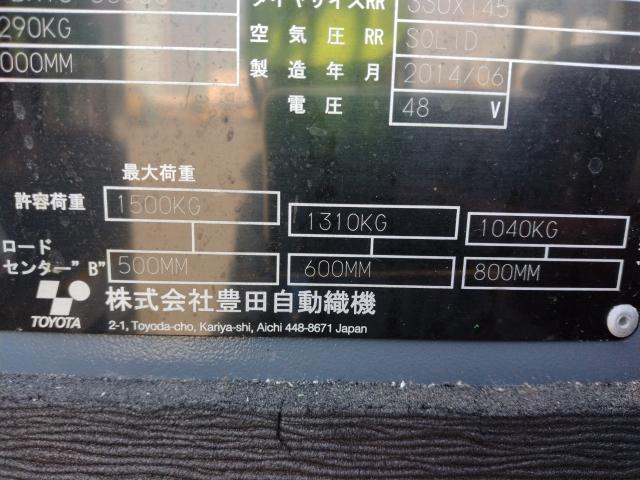 タイヤサイズRR
290KG
空気圧RR SOLID
000MM
製造年月 2014/06
電圧 48 V
最大荷重
許容荷重 1500KG 1310KG 1040KG
ロード
センター"B" 500MM 600MM 800MM
株式会社豊田自動織機
TOYOTA
2-1, Toyoda-cho, Kariya-shi, Aichi 448-8671 Japan